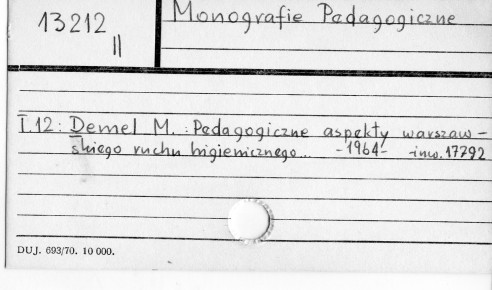 13212
II
Monografie Pedagogiczne
T.12: Demel M. : Pedagogiczne aspekty warszaw-
skiego ruchu higienicznego... -1964- inw. 17792
DUJ. 693/70. 10 000.